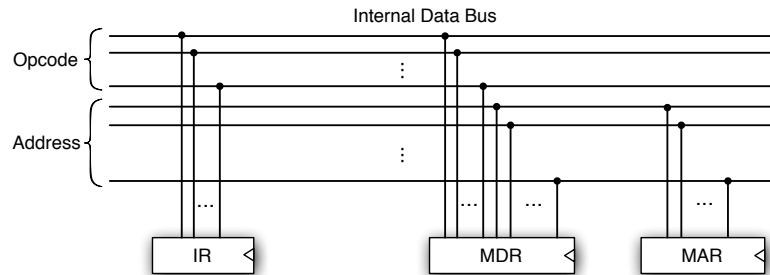 Internal Data Bus
Opcode
...
Address
...
... ... ... ...
IR MDR MAR